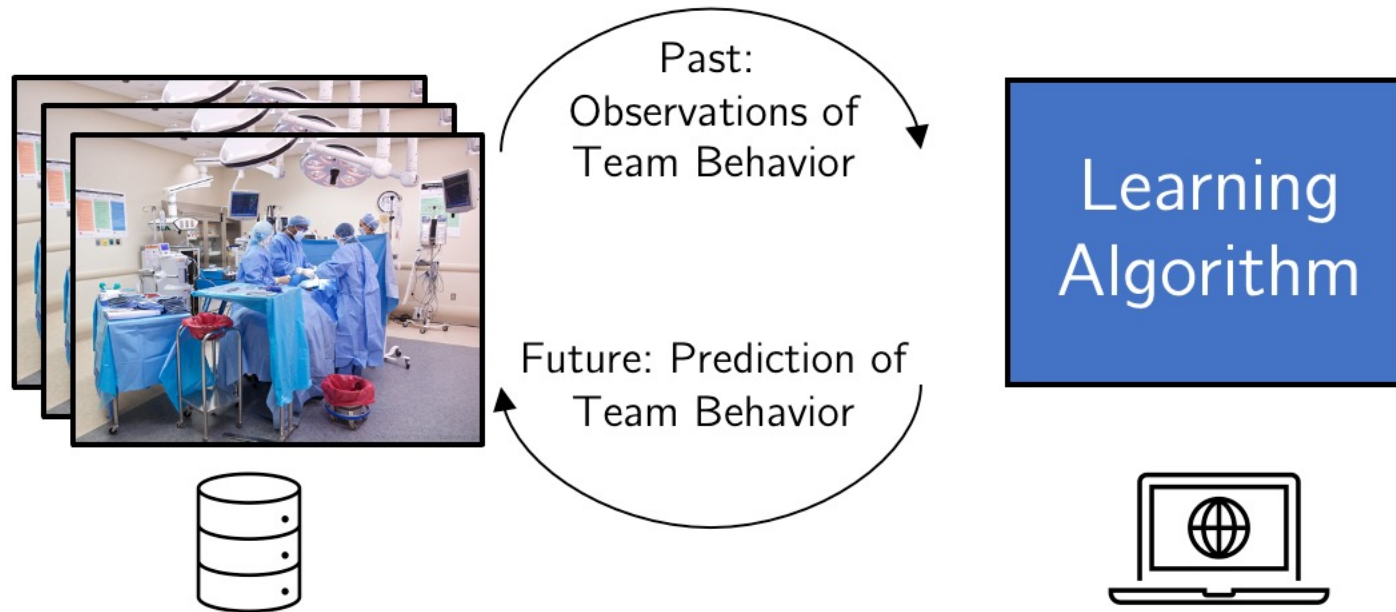 Past:
Observations of
Team Behavior
Learning
Algorithm
Future: Prediction of
Team Behavior